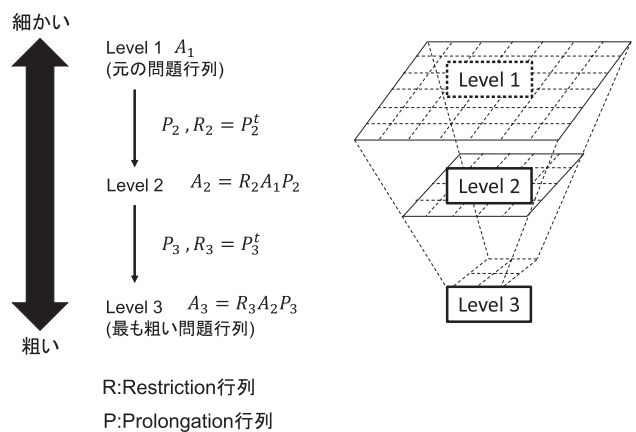 細かい
Level 1 A₁
(元の問題行列)
P₂ , R₂ = P₂ᵗ
Level 2 A₂ = R₂A₁P₂
P₃ , R₃ = P₃ᵗ
Level 3 A₃ = R₃A₂P₃
(最も粗い問題行列)
粗い
R:Restriction行列
P:Prolongation行列
Level 1
Level 2
Level 3